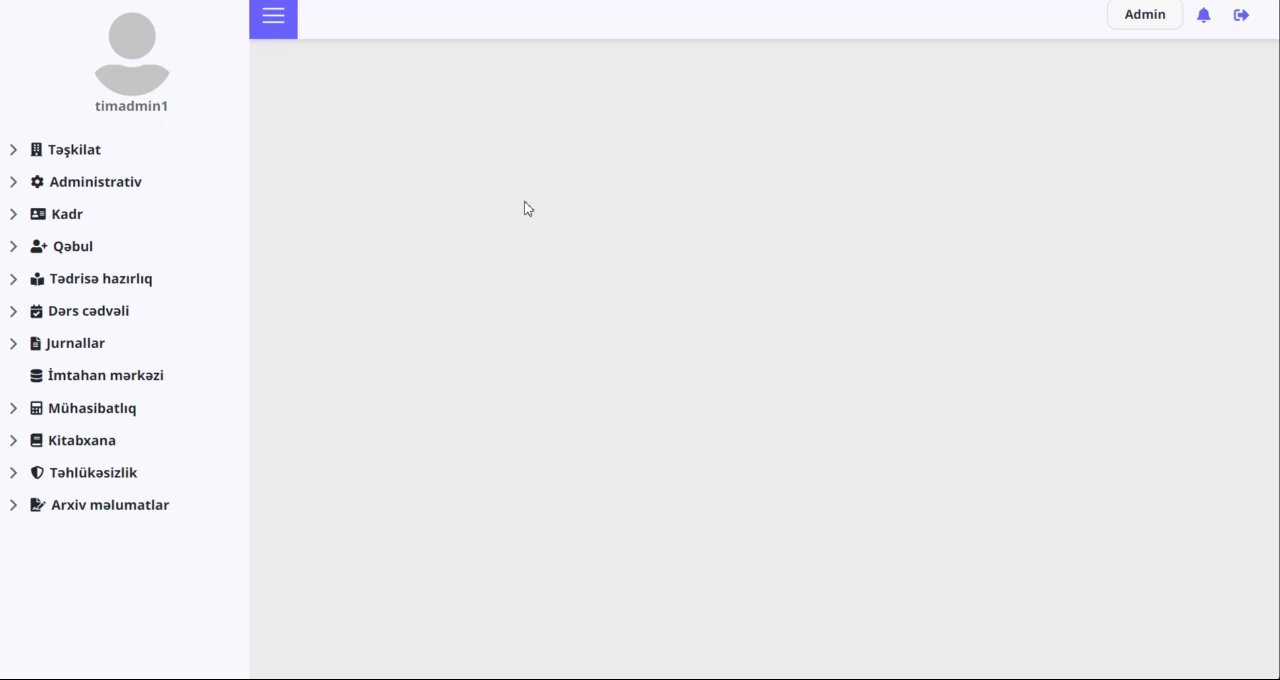 Admin
timadmin1
Təşkilat
Administrativ
Kadr
Qəbul
Tədrisə hazırlıq
Dərs cədvəli
Jurnallar
İmtahan mərkəzi
Mühasibatlıq
Kitabxana
Təhlükəsizlik
Arxiv məlumatlar